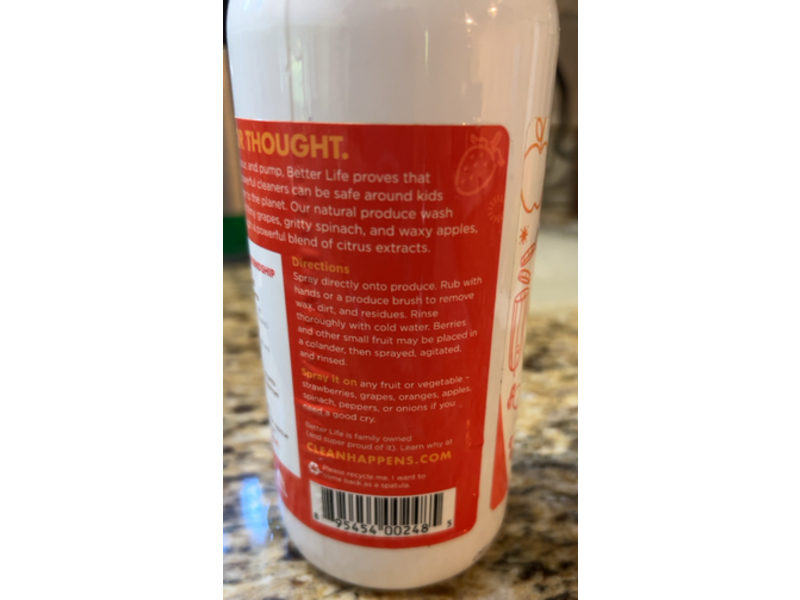 R THOUGHT.
and pump, Better Life proves that
cleaners can be safe around kids
the planet. Our natural produce wash
grapes, gritty spinach, and waxy apples,
a powerful blend of citrus extracts.
Directions
Spray directly onto produce. Rub with
hands or a produce brush to remove
wax, dirt, and residues. Rinse
thoroughly with cold water. Berries
and other small fruit may be placed in
a colander, then sprayed, agitated,
and rinsed.
Spray it on any fruit or vegetable -
strawberries, grapes, oranges, apples,
spinach, peppers, or onions if you
need a good cry.
Better Life is family owned
(and super proud of it). Learn why at
CLEANHAPPENS.COM
Please recycle me. I want to
come back as a spatula.
8 95454 00248 5